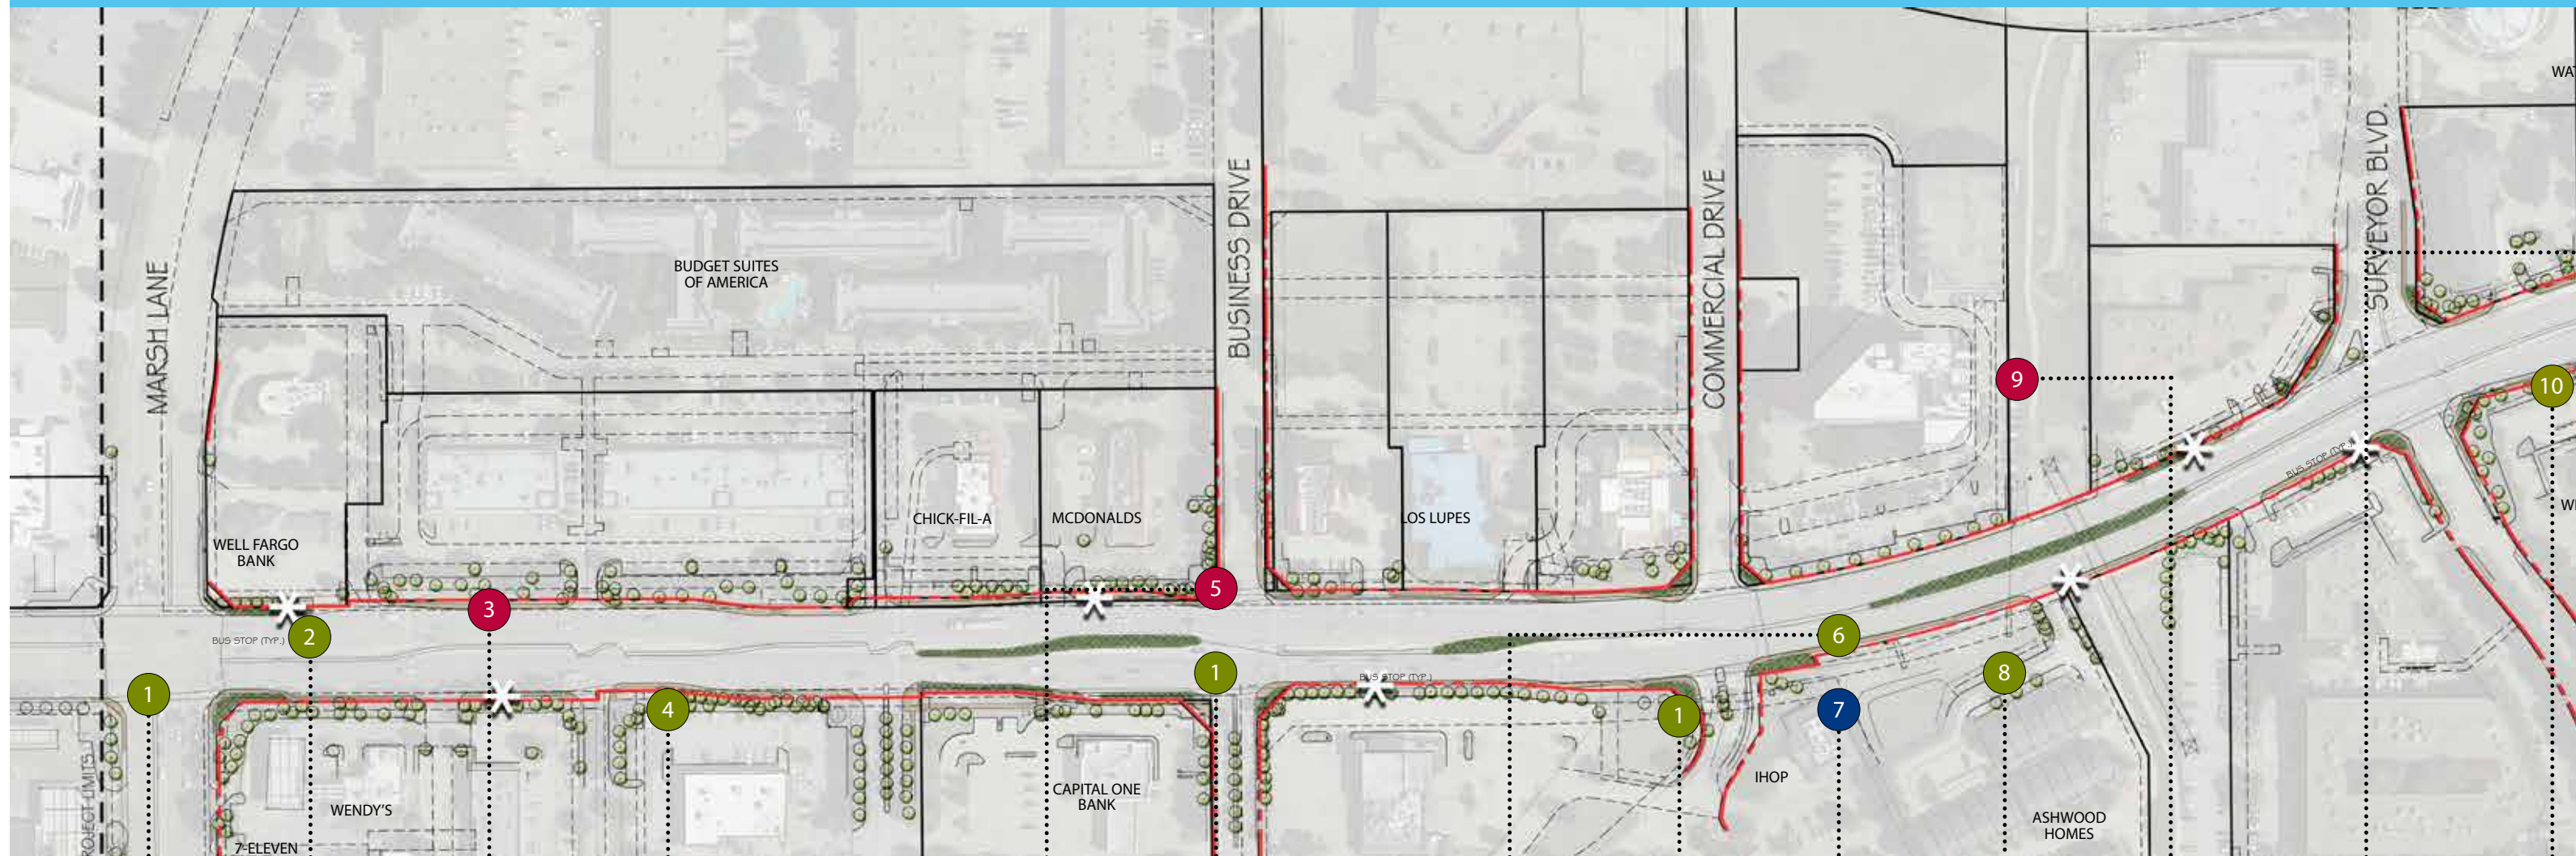 WAT
SURVEYOR BLVD.
BUSINESS DRIVE
COMMERCIAL DRIVE
MARSH LANE
BUDGET SUITES
OF AMERICA
9
10
BUS STOP (TYP.)
CHICK-FIL-A
MCDONALDS
LOS LUPES
WELL FARGO
BANK
5
3
2
BUS STOP (TYP.)
6
1
1
BUS STOP (TYP.)
8
4
1
7
PROJECT LIMITS
IHOP
CAPITAL ONE
BANK
WENDY'S
ASHWOOD
HOMES
7-ELEVEN